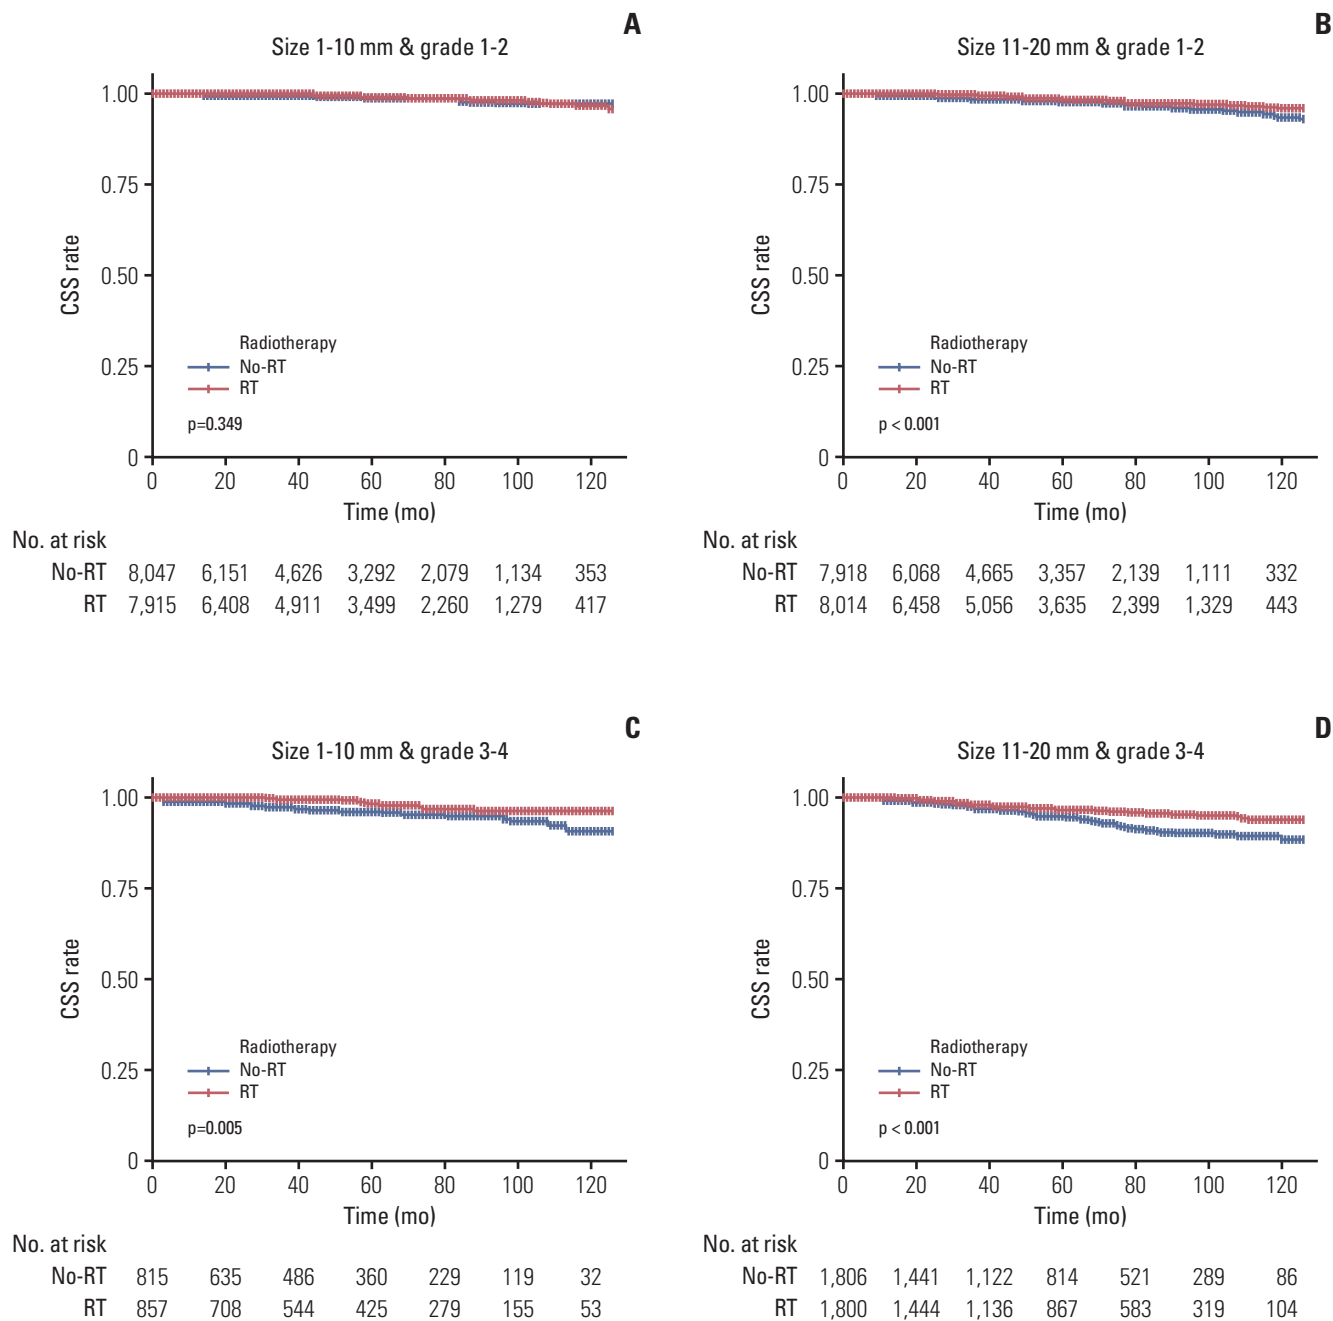 A
Size 1-10 mm & grade 1-2
1.00
0.75
0.50
0.25
0
CSS rate
Radiotherapy
No-RT
RT
p=0.349
0 20 40 60 80 100 120
Time (mo)
No. at risk
No-RT 8,047 6,151 4,626 3,292 2,079 1,134 353
RT 7,915 6,408 4,911 3,499 2,260 1,279 417
B
Size 11-20 mm & grade 1-2
1.00
0.75
0.50
0.25
0
CSS rate
Radiotherapy
No-RT
RT
p < 0.001
0 20 40 60 80 100 120
Time (mo)
No. at risk
No-RT 7,918 6,068 4,665 3,357 2,139 1,111 332
RT 8,014 6,458 5,056 3,635 2,399 1,329 443
C
Size 1-10 mm & grade 3-4
1.00
0.75
0.50
0.25
0
CSS rate
Radiotherapy
No-RT
RT
p=0.005
0 20 40 60 80 100 120
Time (mo)
No. at risk
No-RT 815 635 486 360 229 119 32
RT 857 708 544 425 279 155 53
D
Size 11-20 mm & grade 3-4
1.00
0.75
0.50
0.25
0
CSS rate
Radiotherapy
No-RT
RT
p < 0.001
0 20 40 60 80 100 120
Time (mo)
No. at risk
No-RT 1,806 1,441 1,122 814 521 289 86
RT 1,800 1,444 1,136 867 583 319 104